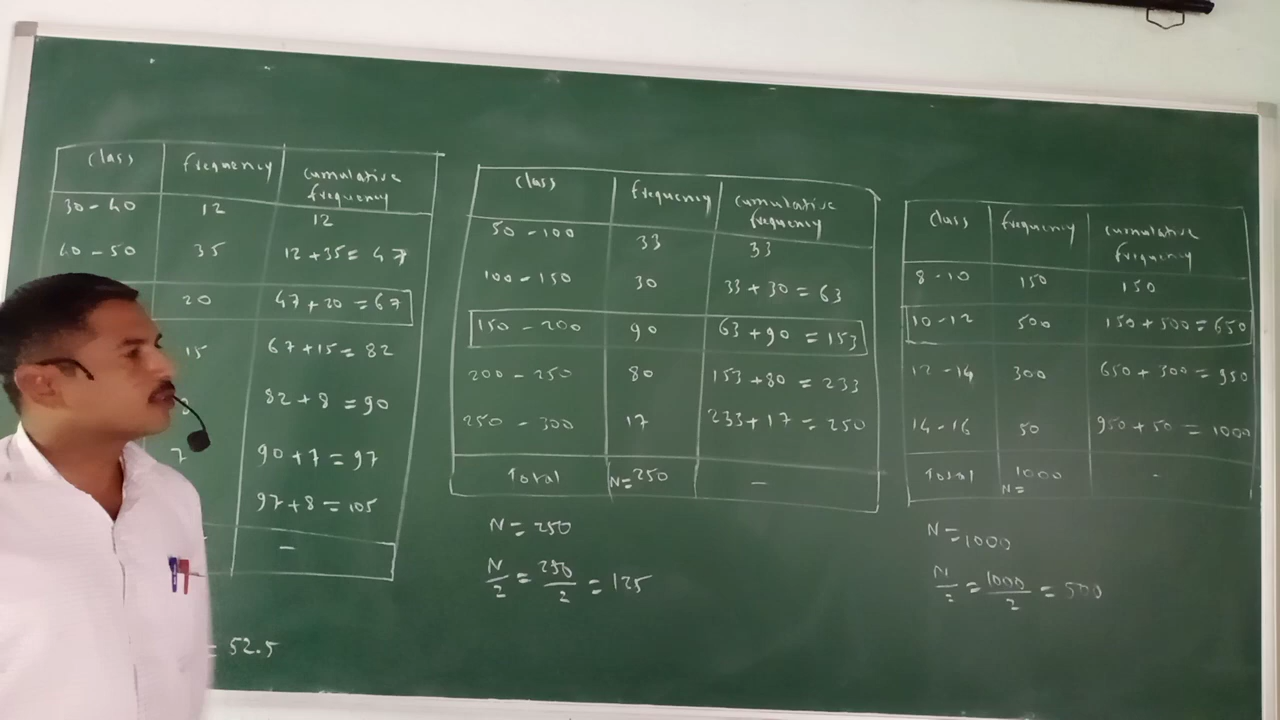 class frequency cumulative frequency
30-40 12 12
40-50 35 12+35=47
20 47+20=67
15 67+15=82
82+8=90
7 90+7=97
97+8=105
-
= 52.5
class frequency cumulative frequency
50-100 33 33
100-150 30 33+30=63
150-200 90 63+90=153
200-250 80 153+80=233
250-300 17 233+17=250
Total N=250 -
N=250
N/2=250/2=125
class frequency cumulative frequency
8-10 150 150
10-12 500 150+500=650
12-14 300 650+300=950
14-16 50 950+50=1000
Total N=1000 -
N=1000
N/2=1000/2=500